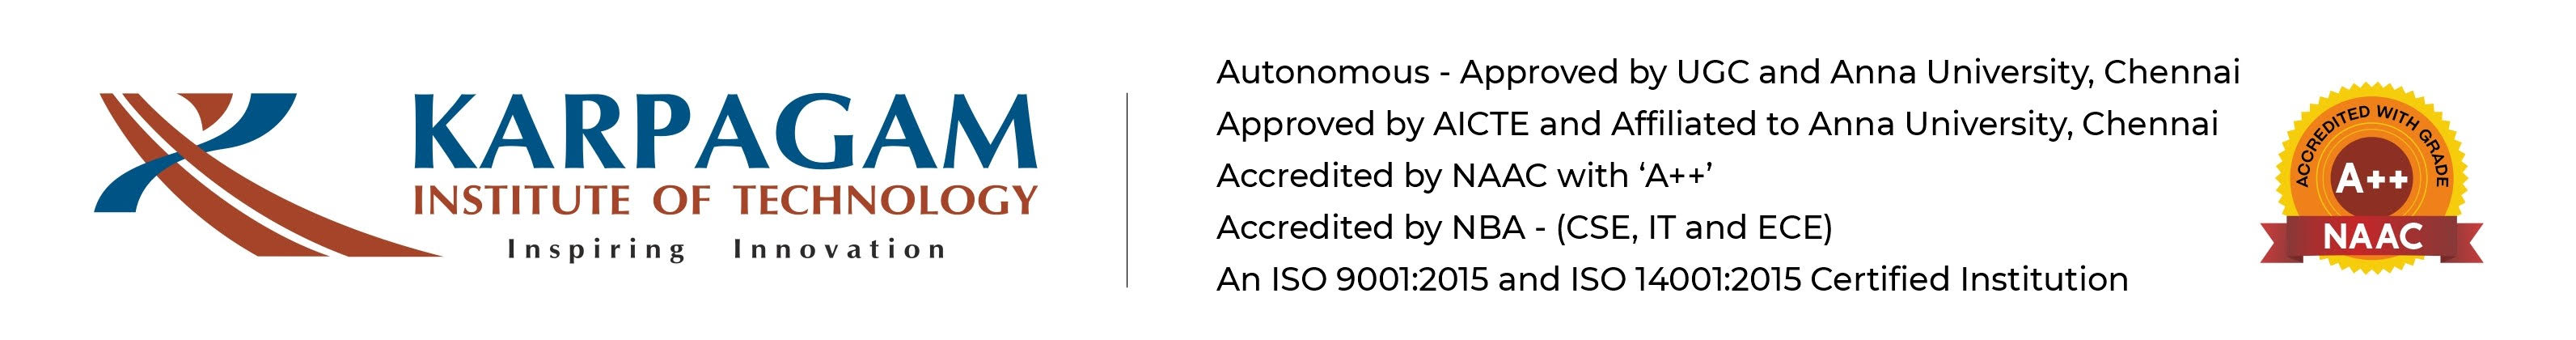 KARPAGAM
INSTITUTE OF TECHNOLOGY
Inspiring Innovation
Autonomous - Approved by UGC and Anna University, Chennai
Approved by AICTE and Affiliated to Anna University, Chennai
Accredited by NAAC with ‘A++’
Accredited by NBA - (CSE, IT and ECE)
An ISO 9001:2015 and ISO 14001:2015 Certified Institution
ACCREDITED WITH GRADE
A++
NAAC